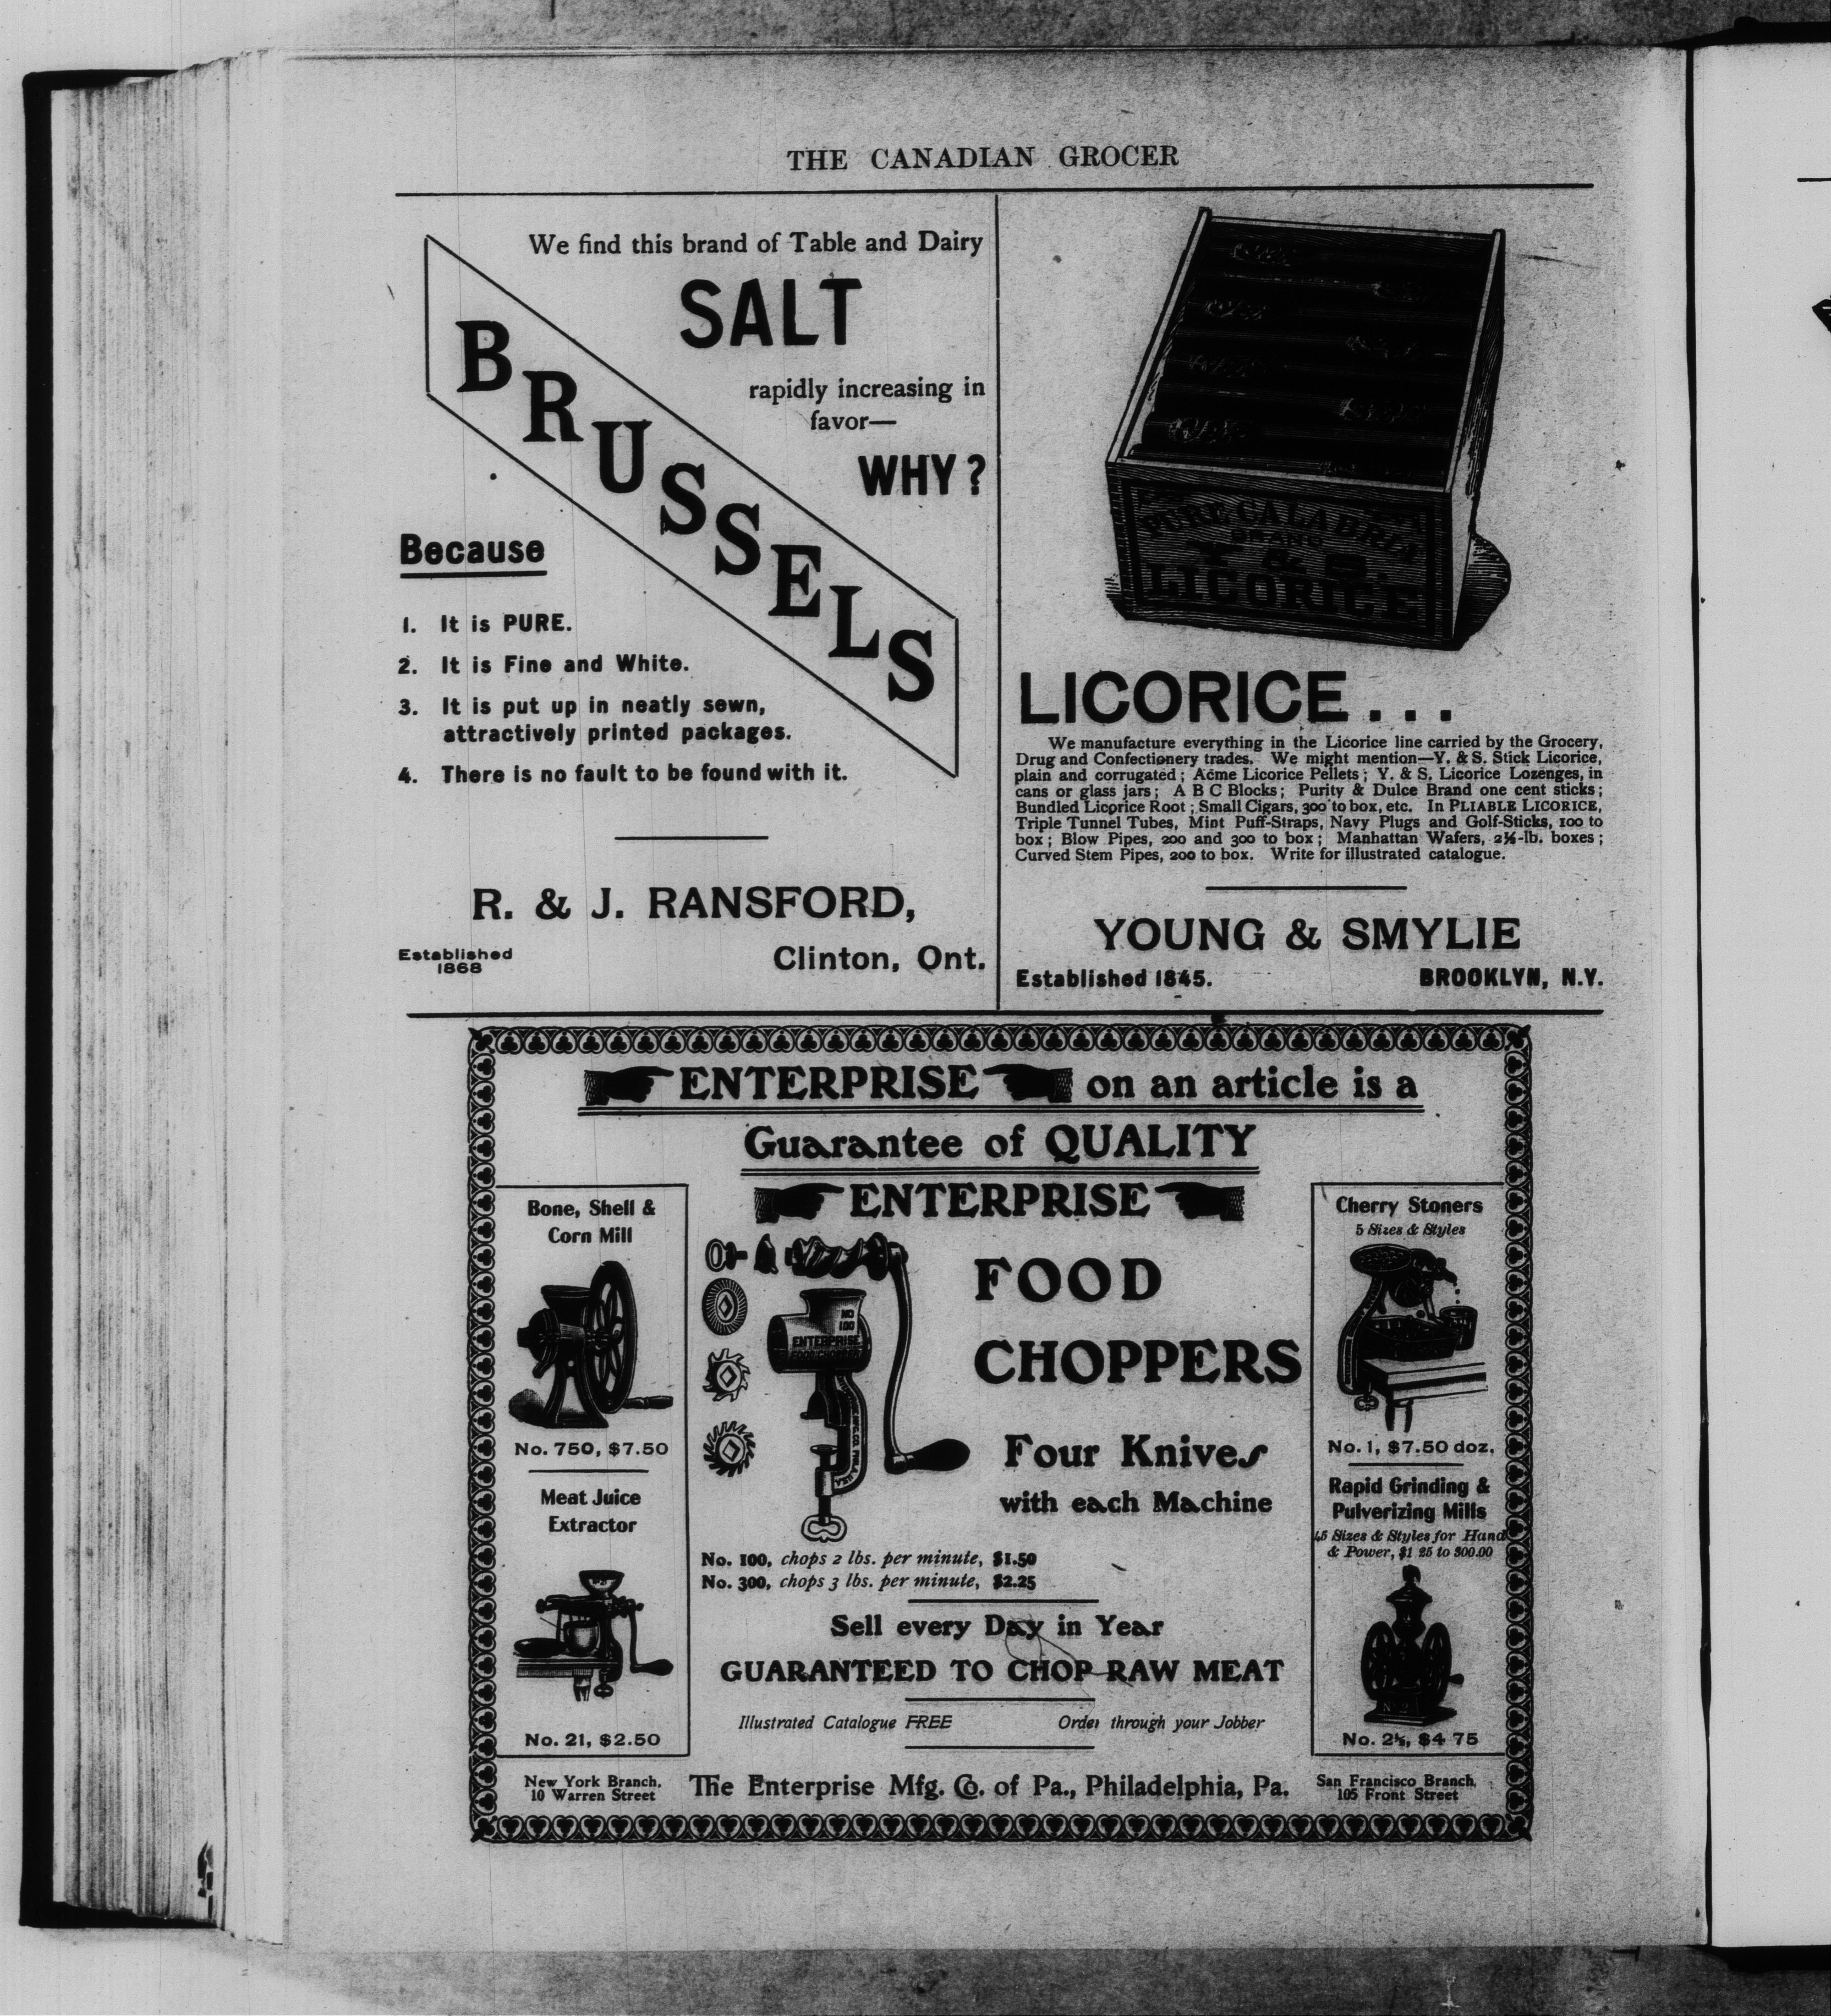 THE CANADIAN GROCER
We find this brand of Table and Dairy
SALT
rapidly increasing in
favor—
WHY?
BRUSSELS
Because
1. It is PURE.
2. It is Fine and White.
3. It is put up in neatly sewn,
attractively printed packages.
4. There is no fault to be found with it.
R. & J. RANSFORD,
Established
1868
Clinton, Ont.
PURE CALABRIA
BRAND
Y & S
LICORICE
LICORICE...
We manufacture everything in the Licorice line carried by the Grocery,
Drug and Confectionery trades. We might mention—Y. & S. Stick Licorice,
plain and corrugated; Acme Licorice Pellets; Y. & S. Licorice Lozenges, in
cans or glass jars; A B C Blocks; Purity & Dulce Brand one cent sticks;
Bundled Licorice Root; Small Cigars, 300 to box, etc. In PLIABLE LICORICE,
Triple Tunnel Tubes, Mint Puff-Straps, Navy Plugs and Golf-Sticks, 100 to
box; Blow Pipes, 200 and 300 to box; Manhattan Wafers, 2½-lb. boxes;
Curved Stem Pipes, 200 to box. Write for illustrated catalogue.
YOUNG & SMYLIE
Established 1845. BROOKLYN, N.Y.
ENTERPRISE on an article is a
Guarantee of QUALITY
ENTERPRISE
Bone, Shell &
Corn Mill
No. 750, $7.50
Meat Juice
Extractor
No. 21, $2.50
NO
100
ENTERPRISE
FOOD CHOPPER
FOOD
CHOPPERS
Four Knives
with each Machine
No. 100, chops 2 lbs. per minute, $1.50
No. 300, chops 3 lbs. per minute, $2.25
Sell every Day in Year
GUARANTEED TO CHOP RAW MEAT
Illustrated Catalogue FREE Order through your Jobber
Cherry Stoners
5 Sizes & Styles
No. 1, $7.50 doz.
Rapid Grinding &
Pulverizing Mills
45 Sizes & Styles for Hand
& Power, $1 25 to 300.00
No. 2½, $4 75
New York Branch,
10 Warren Street
The Enterprise Mfg. Co. of Pa., Philadelphia, Pa.
San Francisco Branch,
105 Front Street